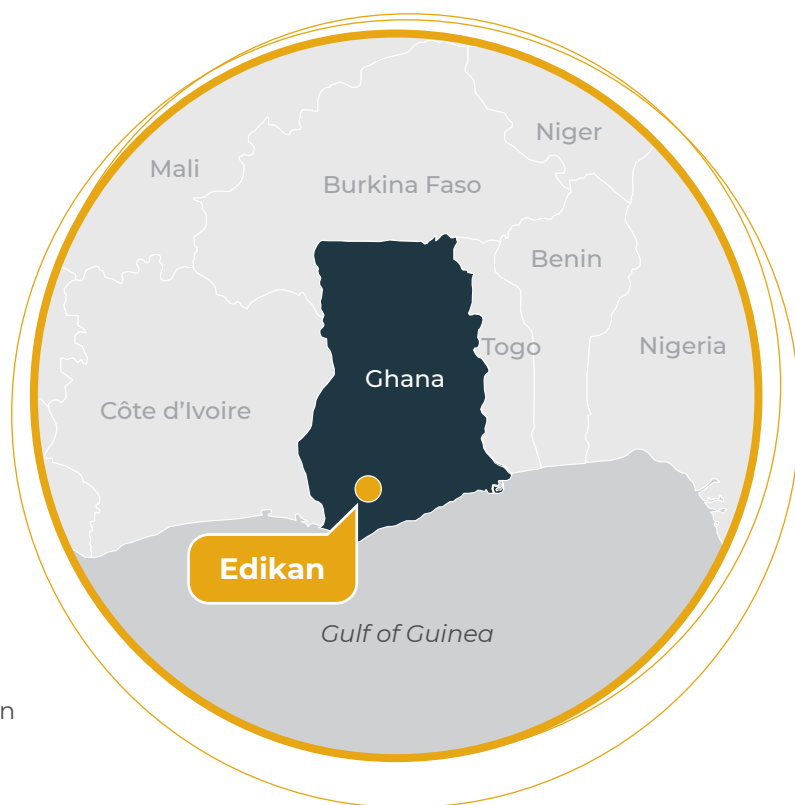 Niger
Mali
Burkina Faso
Benin
Togo
Nigeria
Ghana
Côte d’Ivoire
Edikan
Gulf of Guinea
n